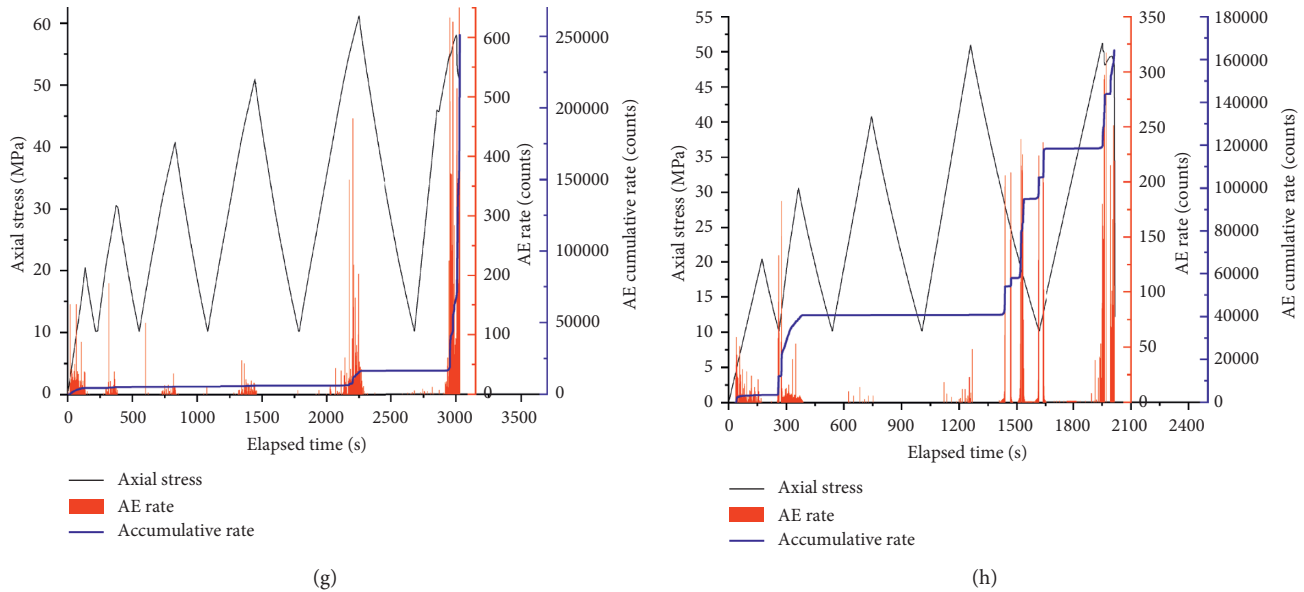 60
50
40
30
20
10
0
Axial stress (MPa)
0 500 1000 1500 2000 2500 3000 3500
Elapsed time (s)
600
500
400
300
200
100
0
AE rate (counts)
250000
200000
150000
100000
50000
0
AE cumulative rate (counts)
Axial stress
AE rate
Accumulative rate
(g)
55
50
45
40
35
30
25
20
15
10
5
0
Axial stress (MPa)
0 300 600 900 1200 1500 1800 2100 2400
Elapsed time (s)
350
300
250
200
150
100
50
0
AE rate (counts)
180000
160000
140000
120000
100000
80000
60000
40000
20000
0
AE cumulative rate (counts)
Axial stress
AE rate
Accumulative rate
(h)